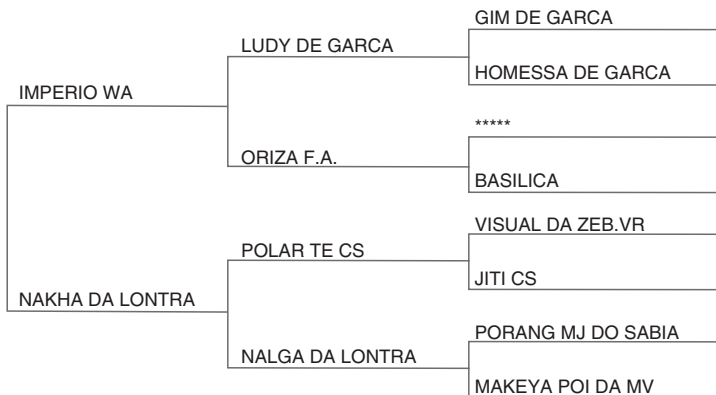 GIM DE GARCA
LUDY DE GARCA
HOMESSA DE GARCA
IMPERIO WA
*****
ORIZA F.A.
BASILICA
VISUAL DA ZEB.VR
POLAR TE CS
JITI CS
NAKHA DA LONTRA
PORANG MJ DO SABIA
NALGA DA LONTRA
MAKEYA POI DA MV